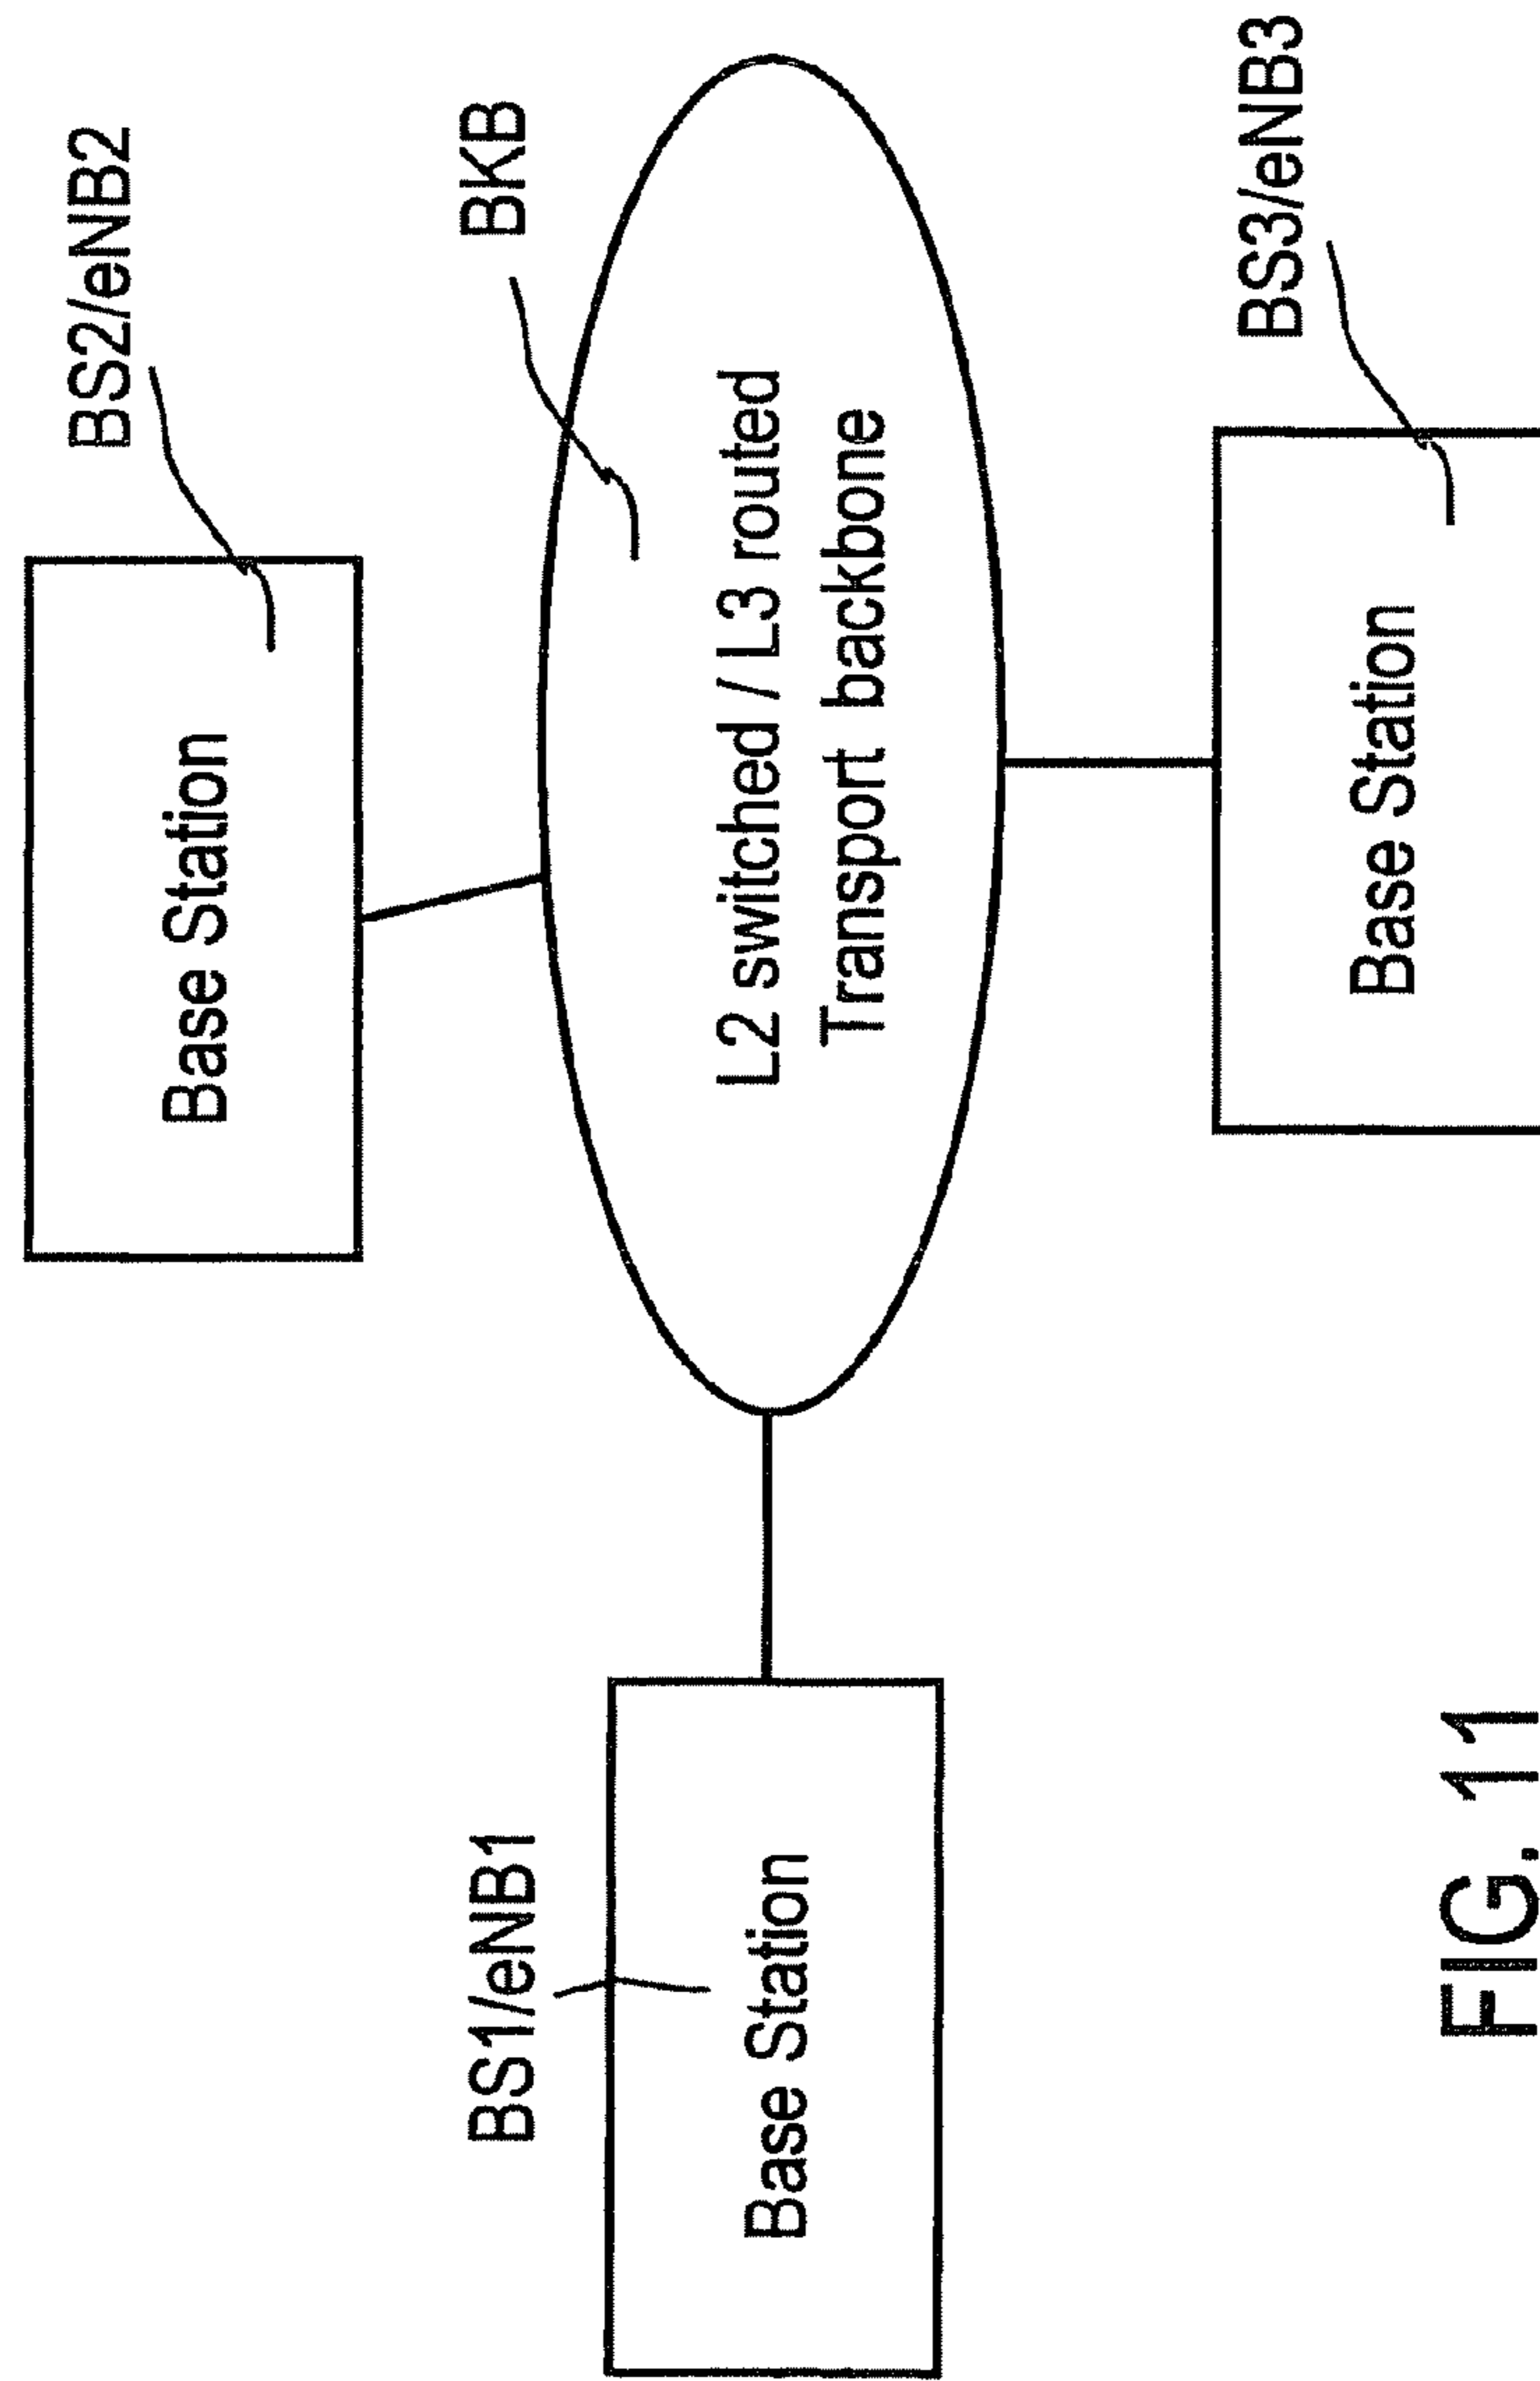 BS2/eNB2
Base Station
BKB
BS1/eNB1
L2 switched / L3 routed
Transport backbone
Base Station
BS3/eNB3
Base Station
FIG. 11